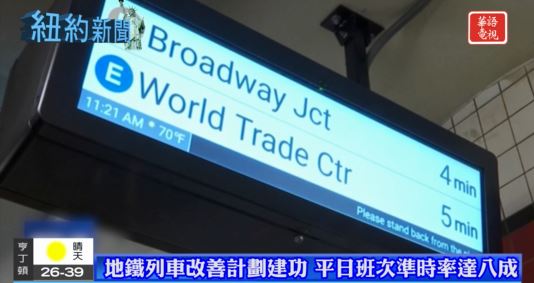 紐約新聞
華語
電視
Broadway Jct
4 min
E World Trade Ctr
5 min
11:21 AM • 70°F
Please stand back from the
亨丁頓
晴天
26-39
地鐵列車改善計劃建功 平日班次準時率達八成